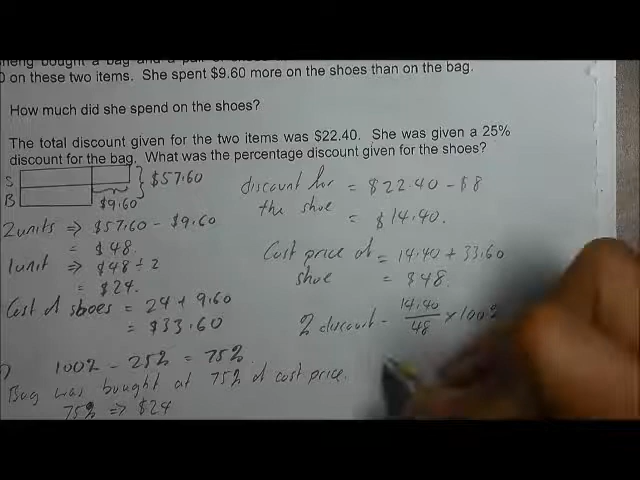 heng bought a bag and a pair of shoes
0 on these two items. She spent $9.60 more on the shoes than on the bag.
How much did she spend on the shoes?
The total discount given for the two items was $22.40. She was given a 25%
discount for the bag. What was the percentage discount given for the shoes?
S
B
$57.60
$9.60
2 units => $57.60 - $9.60
= $48.
1 unit => $48 ÷ 2
= $24.
Cost of shoes = 24 + 9.60
= $33.60
) 100% - 25% = 75%.
Bag was bought at 75% of cost price.
75% => $24
discount for the shoe = $22.40 - $8
= $14.40.
Cost price of shoe = 14.40 + 33.60
= $48.
% discount = 14.40/48 × 100%